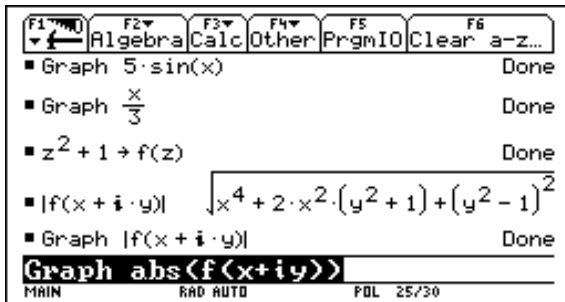 F1 F2▼ F3▼ F4▼ F5 F6
Algebra Calc Other PrgmIO Clear a-z…
▪ Graph 5·sin(x) Done
▪ Graph x/3 Done
▪ z² + 1 → f(z) Done
▪ |f(x + i·y)| √(x⁴ + 2·x²·(y² + 1) + (y² − 1)²)
▪ Graph |f(x + i·y)| Done
Graph abs(f(x+iy))
MAIN RAD AUTO POL 25/30